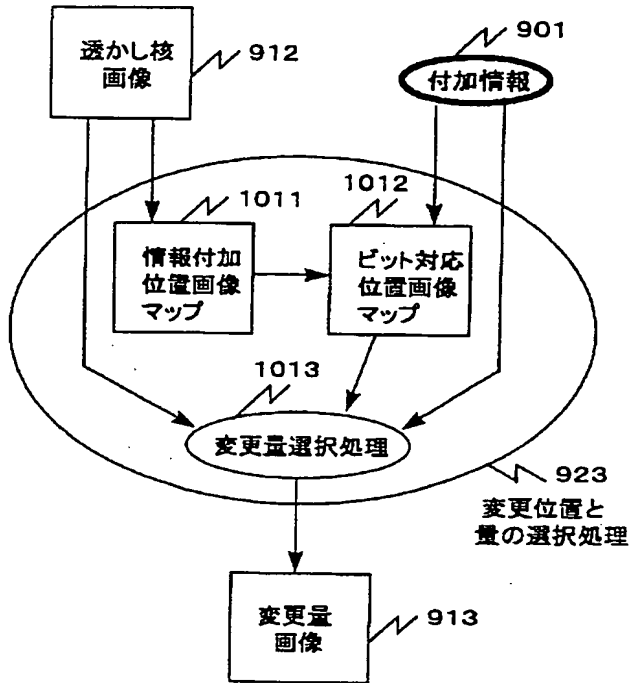 透かし核
画像
912
901
付加情報
1011
1012
情報付加
位置画像
マップ
ビット対応
位置画像
マップ
1013
変更量選択処理
923
変更位置と
量の選択処理
変更量
画像
913